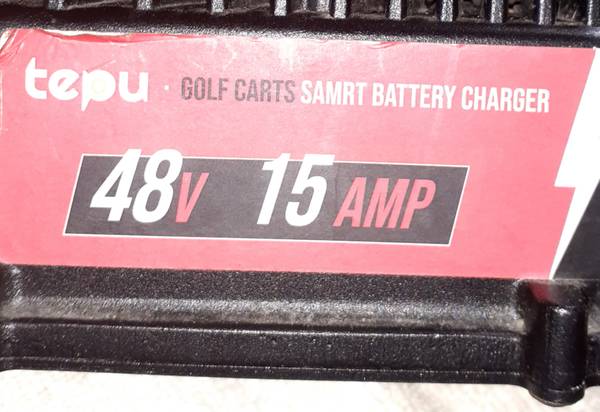 tepu · GOLF CARTS SAMRT BATTERY CHARGER
48V 15 AMP